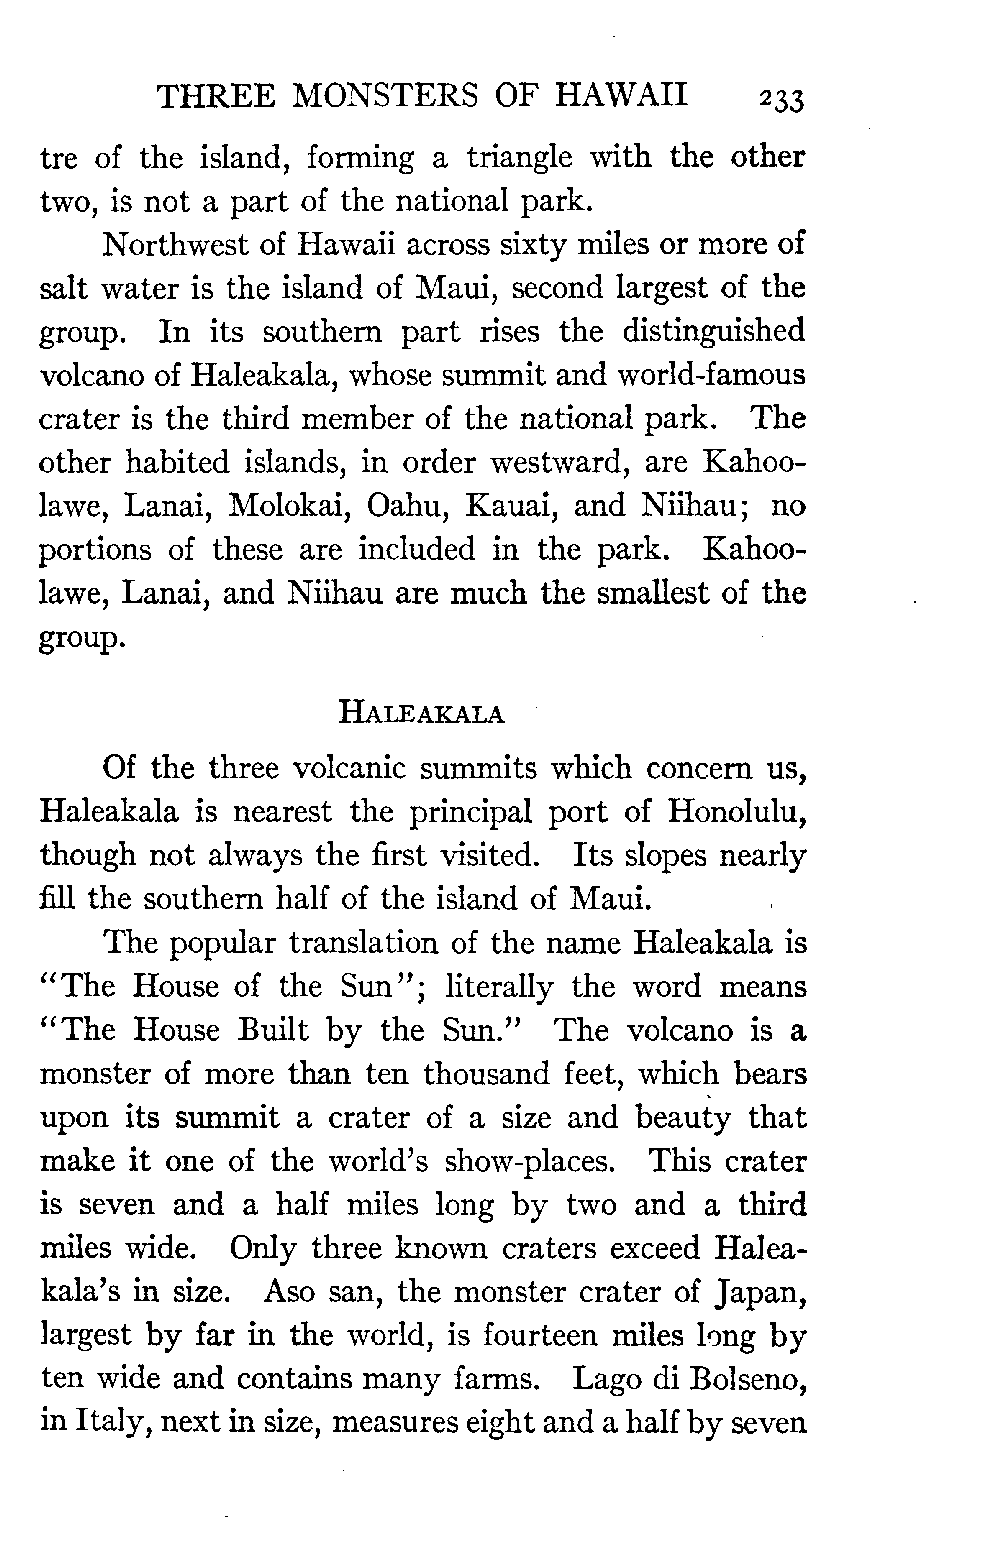 THREE MONSTERS OF HAWAII 233
tre of the island, forming a triangle with the other
two, is not a part of the national park.
Northwest of Hawaii across sixty miles or more of
salt water is the island of Maui, second largest of the
group. In its southern part rises the distinguished
volcano of Haleakala, whose summit and world-famous
crater is the third member of the national park. The
other habited islands, in order westward, are Kahoo-
lawe, Lanai, Molokai, Oahu, Kauai, and Niihau; no
portions of these are included in the park. Kahoo-
lawe, Lanai, and Niihau are much the smallest of the
group.
HALEAKALA
Of the three volcanic summits which concern us,
Haleakala is nearest the principal port of Honolulu,
though not always the first visited. Its slopes nearly
fill the southern half of the island of Maui.
The popular translation of the name Haleakala is
"The House of the Sun"; literally the word means
"The House Built by the Sun." The volcano is a
monster of more than ten thousand feet, which bears
upon its summit a crater of a size and beauty that
make it one of the world's show-places. This crater
is seven and a half miles long by two and a third
miles wide. Only three known craters exceed Halea-
kala's in size. Aso san, the monster crater of Japan,
largest by far in the world, is fourteen miles long by
ten wide and contains many farms. Lago di Bolseno,
in Italy, next in size, measures eight and a half by seven